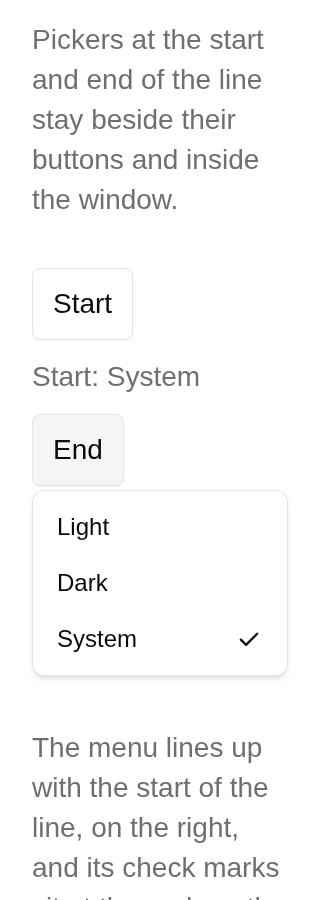 Pickers at the start
and end of the line
stay beside their
buttons and inside
the window.
Start
Start: System
End
Light
Dark
System
The menu lines up
with the start of the
line, on the right,
and its check marks